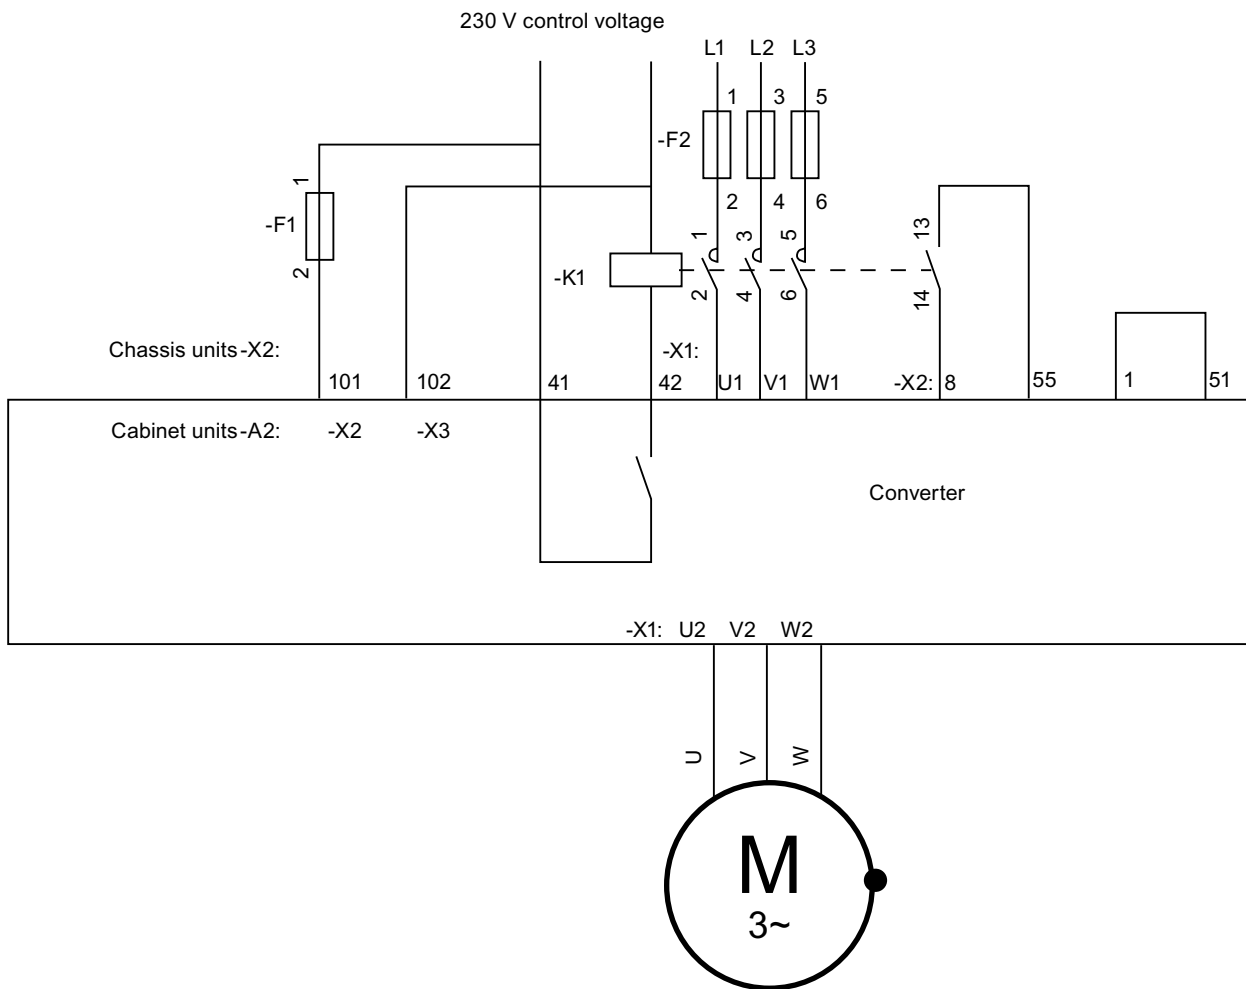 230 V control voltage
L1 L2 L3
1 3 5
-F2
2 4 6
1
-F1
2
-K1
1 3 5
2 4 6
13
14
Chassis units -X2:
-X1:
101 102 41 42 U1 V1 W1 -X2: 8 55 1 51
Cabinet units -A2: -X2 -X3
Converter
-X1: U2 V2 W2
U V W
M
3~